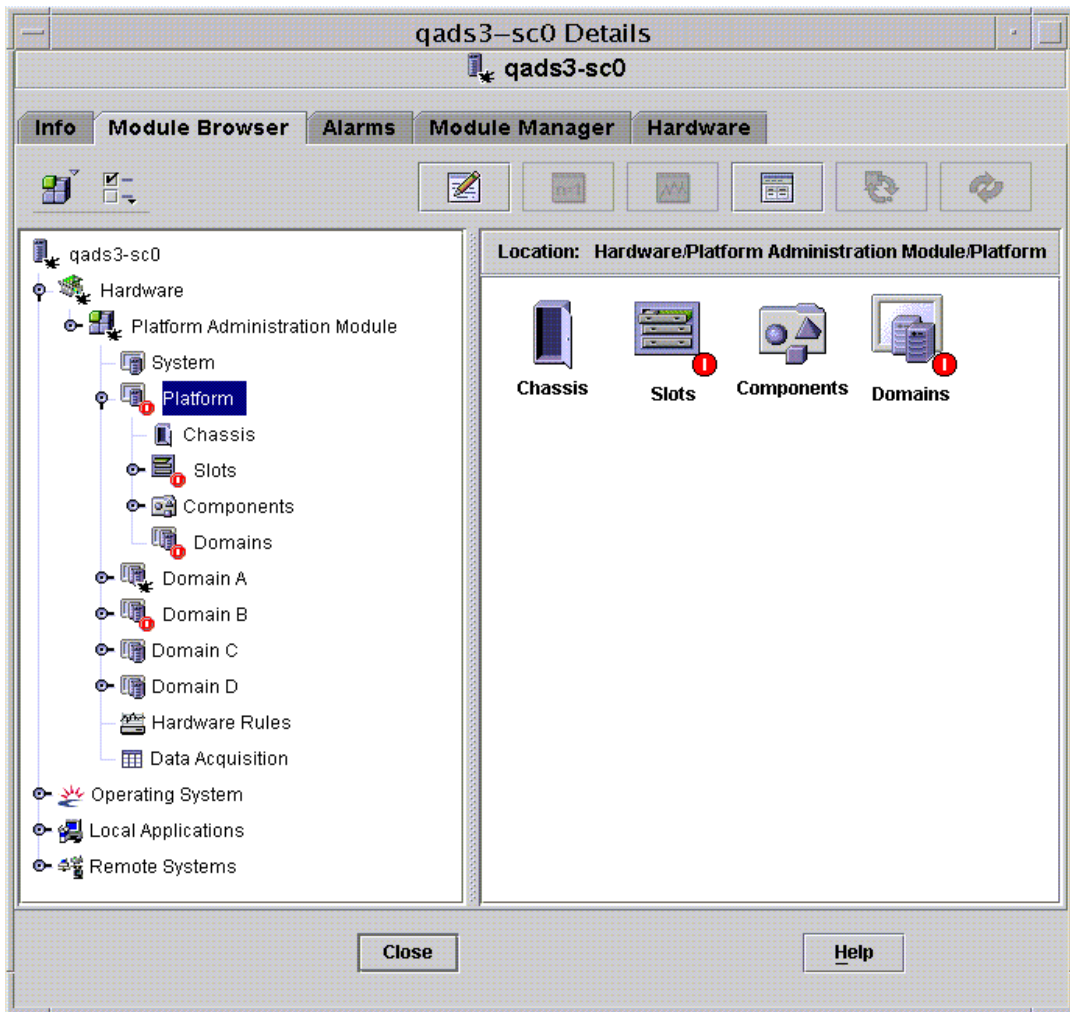 qads3-sc0 Details
qads3-sc0
Info Module Browser Alarms Module Manager Hardware
qads3-sc0
Hardware
Platform Administration Module
System
Platform
Chassis
Slots
Components
Domains
Domain A
Domain B
Domain C
Domain D
Hardware Rules
Data Acquisition
Operating System
Local Applications
Remote Systems
Location: Hardware/Platform Administration Module/Platform
Chassis Slots Components Domains
Close Help